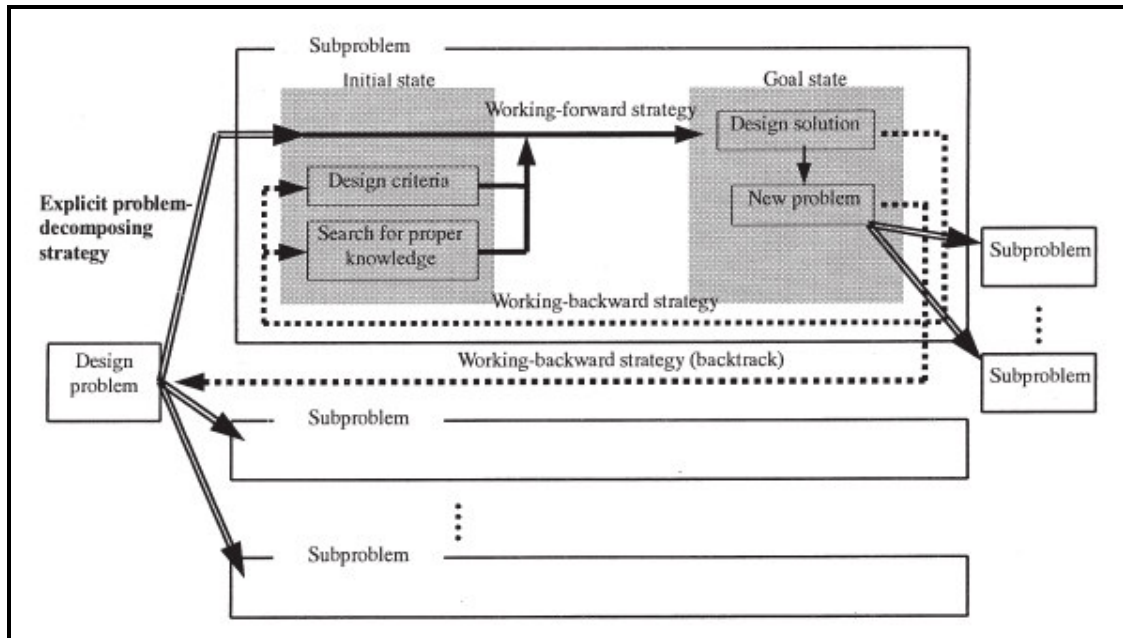 Subproblem
Initial state
Goal state
Working-forward strategy
Design solution
Design criteria
New problem
Explicit problem-
decomposing
strategy
Search for proper
knowledge
Subproblem
Working-backward strategy
Design
problem
Working-backward strategy (backtrack)
Subproblem
Subproblem
Subproblem